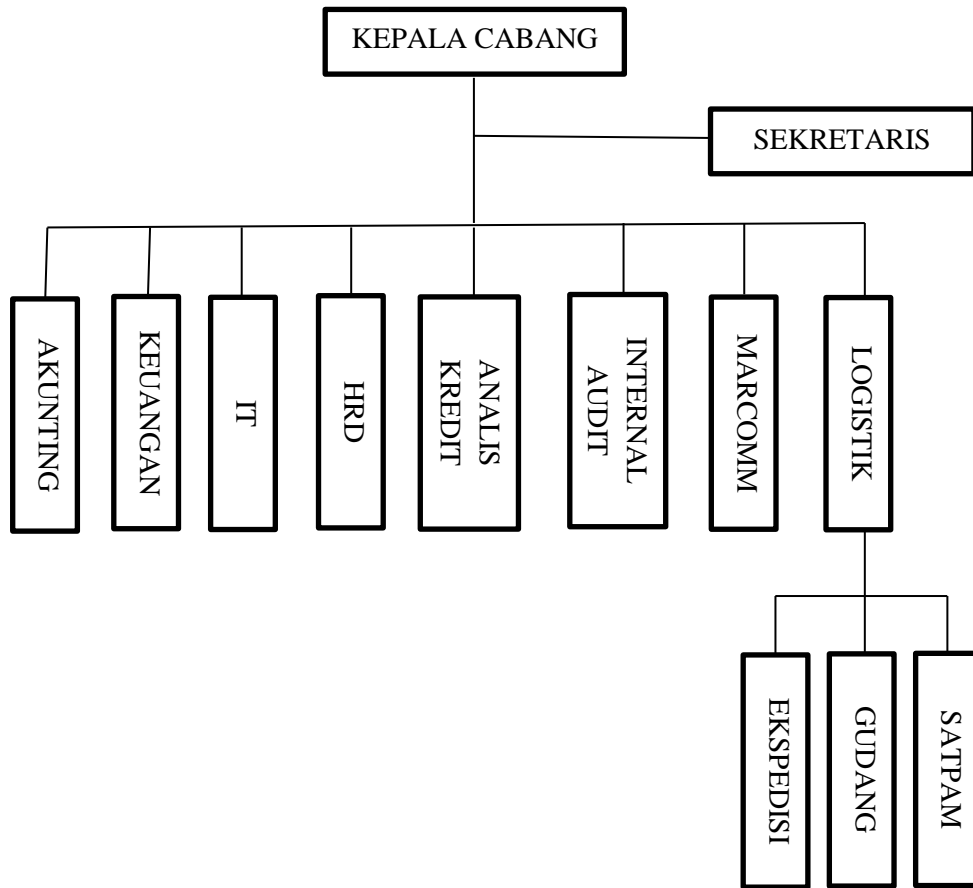 KEPALA CABANG
SEKRETARIS
AKUNTING
KEUANGAN
IT
HRD
ANALIS
KREDIT
INTERNAL
AUDIT
MARCOMM
LOGISTIK
EKSPEDISI
GUDANG
SATPAM